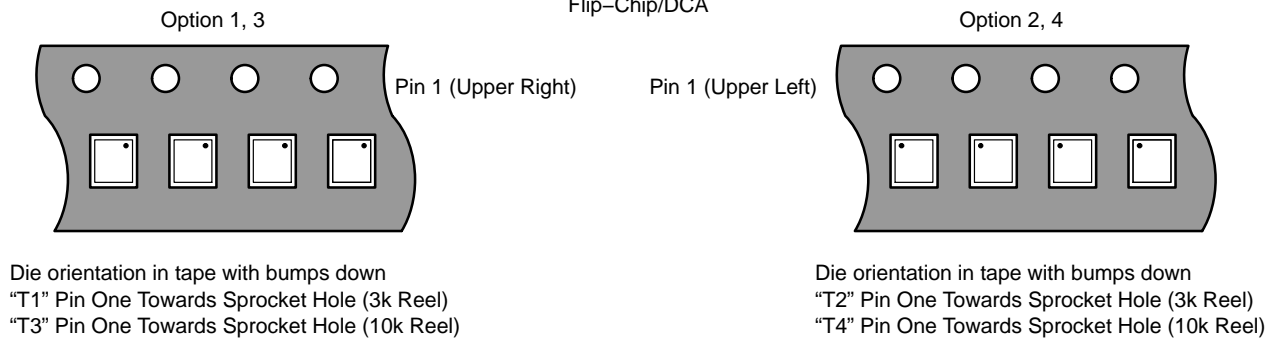 Flip–Chip/DCA
Option 1, 3
Pin 1 (Upper Right)
Die orientation in tape with bumps down
“T1” Pin One Towards Sprocket Hole (3k Reel)
“T3” Pin One Towards Sprocket Hole (10k Reel)
Option 2, 4
Pin 1 (Upper Left)
Die orientation in tape with bumps down
“T2” Pin One Towards Sprocket Hole (3k Reel)
“T4” Pin One Towards Sprocket Hole (10k Reel)